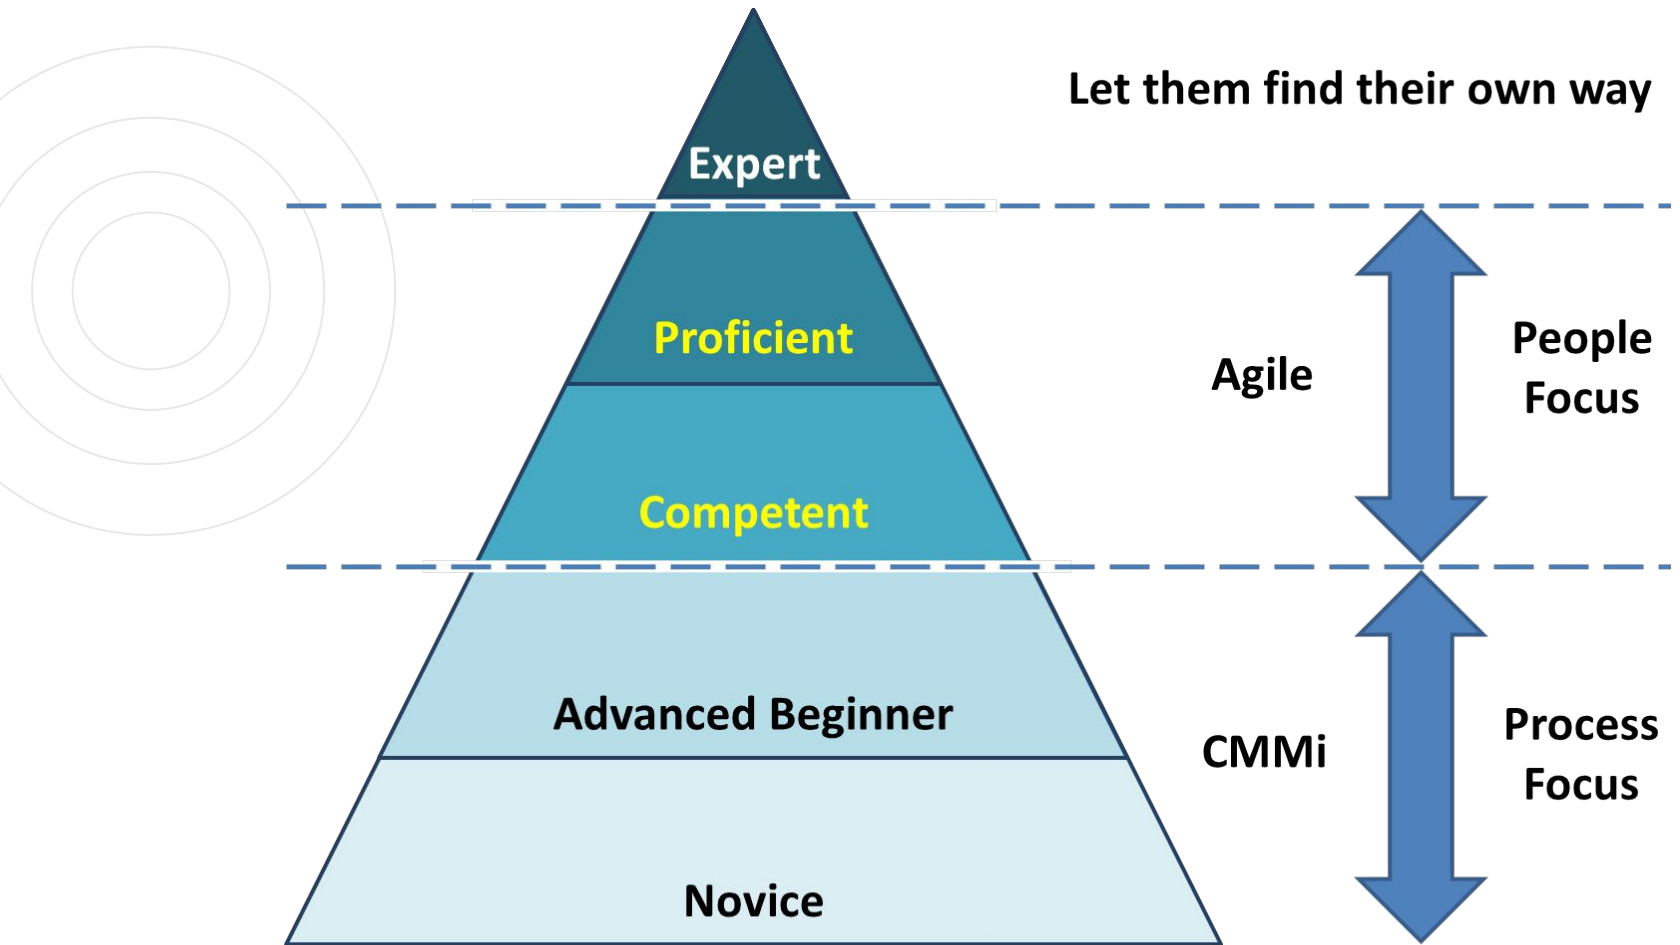 Let them find their own way
Expert
Proficient
Agile
People
Focus
Competent
Advanced Beginner
CMMi
Process
Focus
Novice